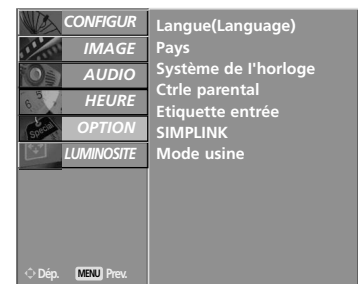 CONFIGUR
IMAGE
AUDIO
HEURE
OPTION
LUMINOSITE
Langue(Language)
Pays
Système de l'horloge
Ctrle parental
Etiquette entrée
SIMPLINK
Mode usine
Dép. MENU Prev.